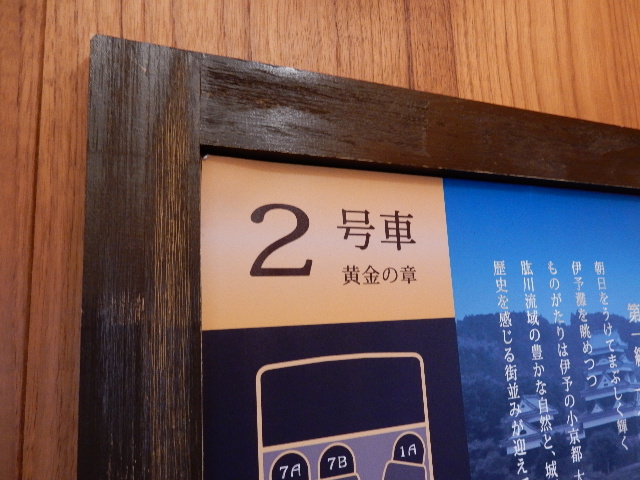 2号車
黄金の章
7A 7B 1A
朝日をうけてまぶしく輝く
伊予灘を眺めつつ
ものがたりは伊予の小京都
肱川流域の豊かな自然と、城
歴史を感じる街並みが迎えて